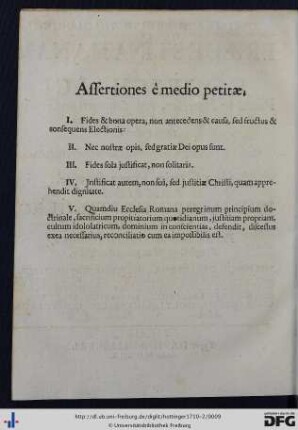 Assertiones è medio petitæ.
I. Fides & bona opera, non antecedens & causa, sed fructus &
consequens Electionis:
II. Nec nostræ opis, sed gratiæ Dei opus sunt.
III. Fides sola justificat, non solitaria.
IV. Justificat autem, non sui, sed justitiæ Christi, quam appre-
hendit dignitate.
V. Quamdiu Ecclesia Romana peregrinum principium do-
ctrinale, sacrificium propitiatorium quotidianum, justitiam propriam,
cultum idololatricum, dominium in conscientias, defendit, discessus
ex ea necessarius, reconciliatio cum ea impossibilis est.
http://dl.ub.uni-freiburg.de/diglit/hottinger1710-2/0009
© Universitätsbibliothek Freiburg
DFG